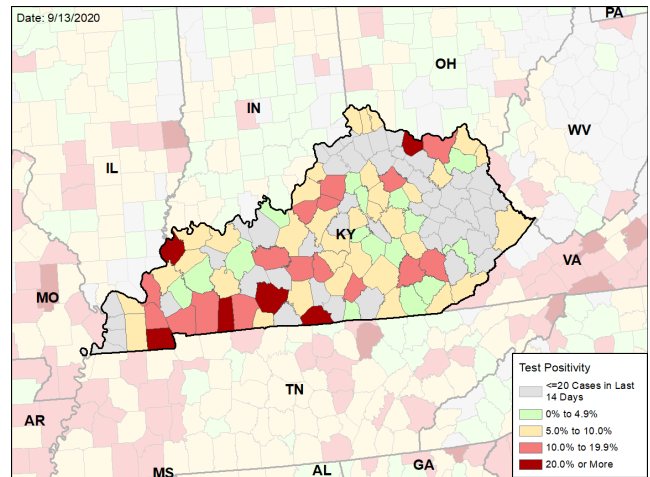 Date: 9/13/2020
PA
OH
IN
WV
IL
KY
VA
MO
TN
AR
MS
AL
GA
Test Positivity
<=20 Cases in Last
14 Days
0% to 4.9%
5.0% to 10.0%
10.0% to 19.9%
20.0% or More